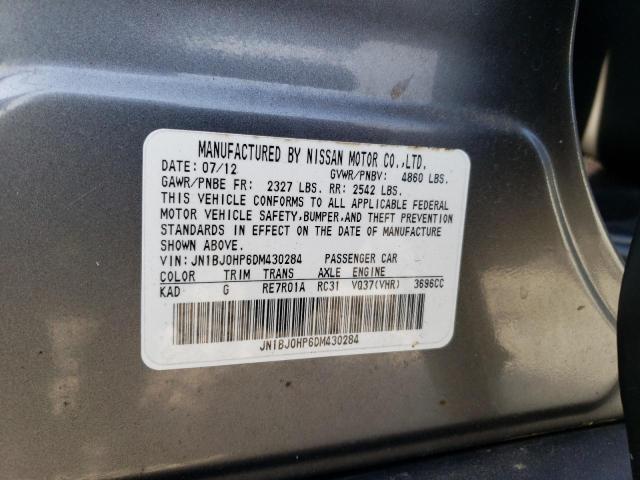 MANUFACTURED BY NISSAN MOTOR CO.,LTD.
DATE: 07/12 GVWR/PNBV: 4860 LBS.
GAWR/PNBE FR: 2327 LBS. RR: 2542 LBS.
THIS VEHICLE CONFORMS TO ALL APPLICABLE FEDERAL
MOTOR VEHICLE SAFETY,BUMPER,AND THEFT PREVENTION
STANDARDS IN EFFECT ON THE DATE OF MANUFACTURE
SHOWN ABOVE.
VIN:JN1BJ0HP6DM430284 PASSENGER CAR
COLOR TRIM TRANS AXLE ENGINE
KAD G RE7R01A RC31 VQ37(VHR) 3696CC
JN1BJ0HP6DM430284